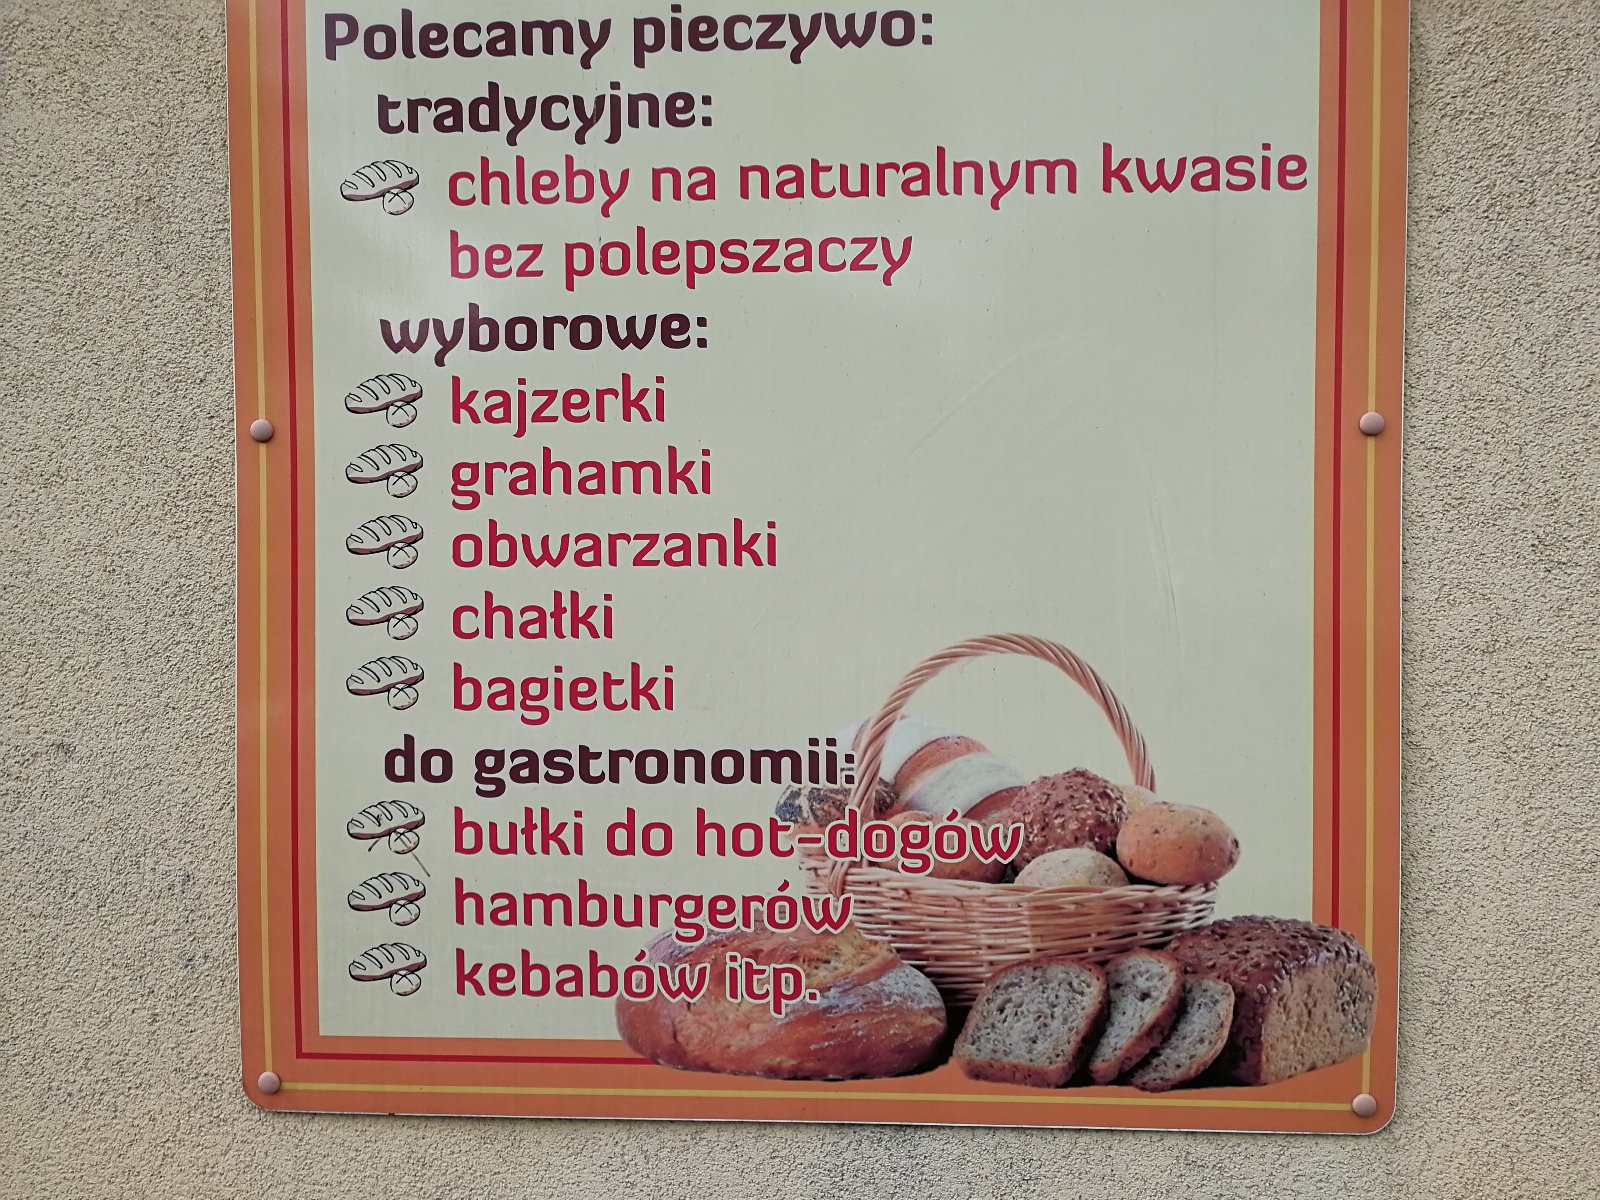 Polecamy pieczywo:
tradycyjne:
chleby na naturalnym kwasie
bez polepszaczy
wyborowe:
kajzerki
grahamki
obwarzanki
chałki
bagietki
do gastronomii:
bułki do hot-dogów
hamburgerów
kebabów itp.